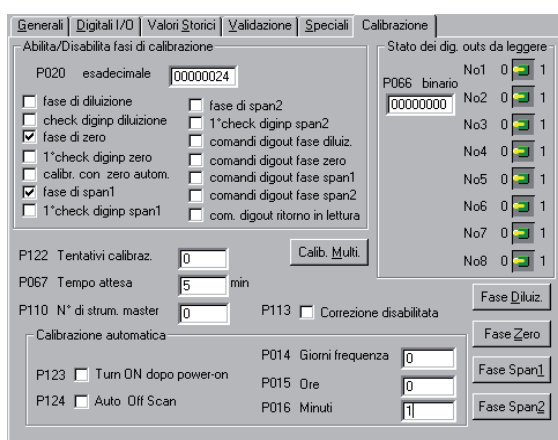 Generali Digitali I/O Valori Storici Validazione Speciali Calibrazione
Abilita/Disabilita fasi di calibrazione
P020 esadecimale 00000024
fase di diluizione
check diginp diluizione
fase di zero
1°check diginp zero
calibr. con zero autom.
fase di span1
1°check diginp span1
fase di span2
1°check diginp span2
comandi digout fase diluiz.
comandi digout fase zero
comandi digout fase span1
comandi digout fase span2
com. digout ritorno in lettura
Stato dei dig. outs da leggere
P066 binario
00000000
No1 0 1
No2 0 1
No3 0 1
No4 0 1
No5 0 1
No6 0 1
No7 0 1
No8 0 1
P122 Tentativi calibraz. 0
Calib. Multi.
P067 Tempo attesa 5 min
P110 N° di strum. master 0
P113 Correzione disabilitata
Calibrazione automatica
P123 Turn ON dopo power-on
P124 Auto Off Scan
P014 Giorni frequenza 0
P015 Ore 0
P016 Minuti 1
Fase Diluiz.
Fase Zero
Fase Span1
Fase Span2